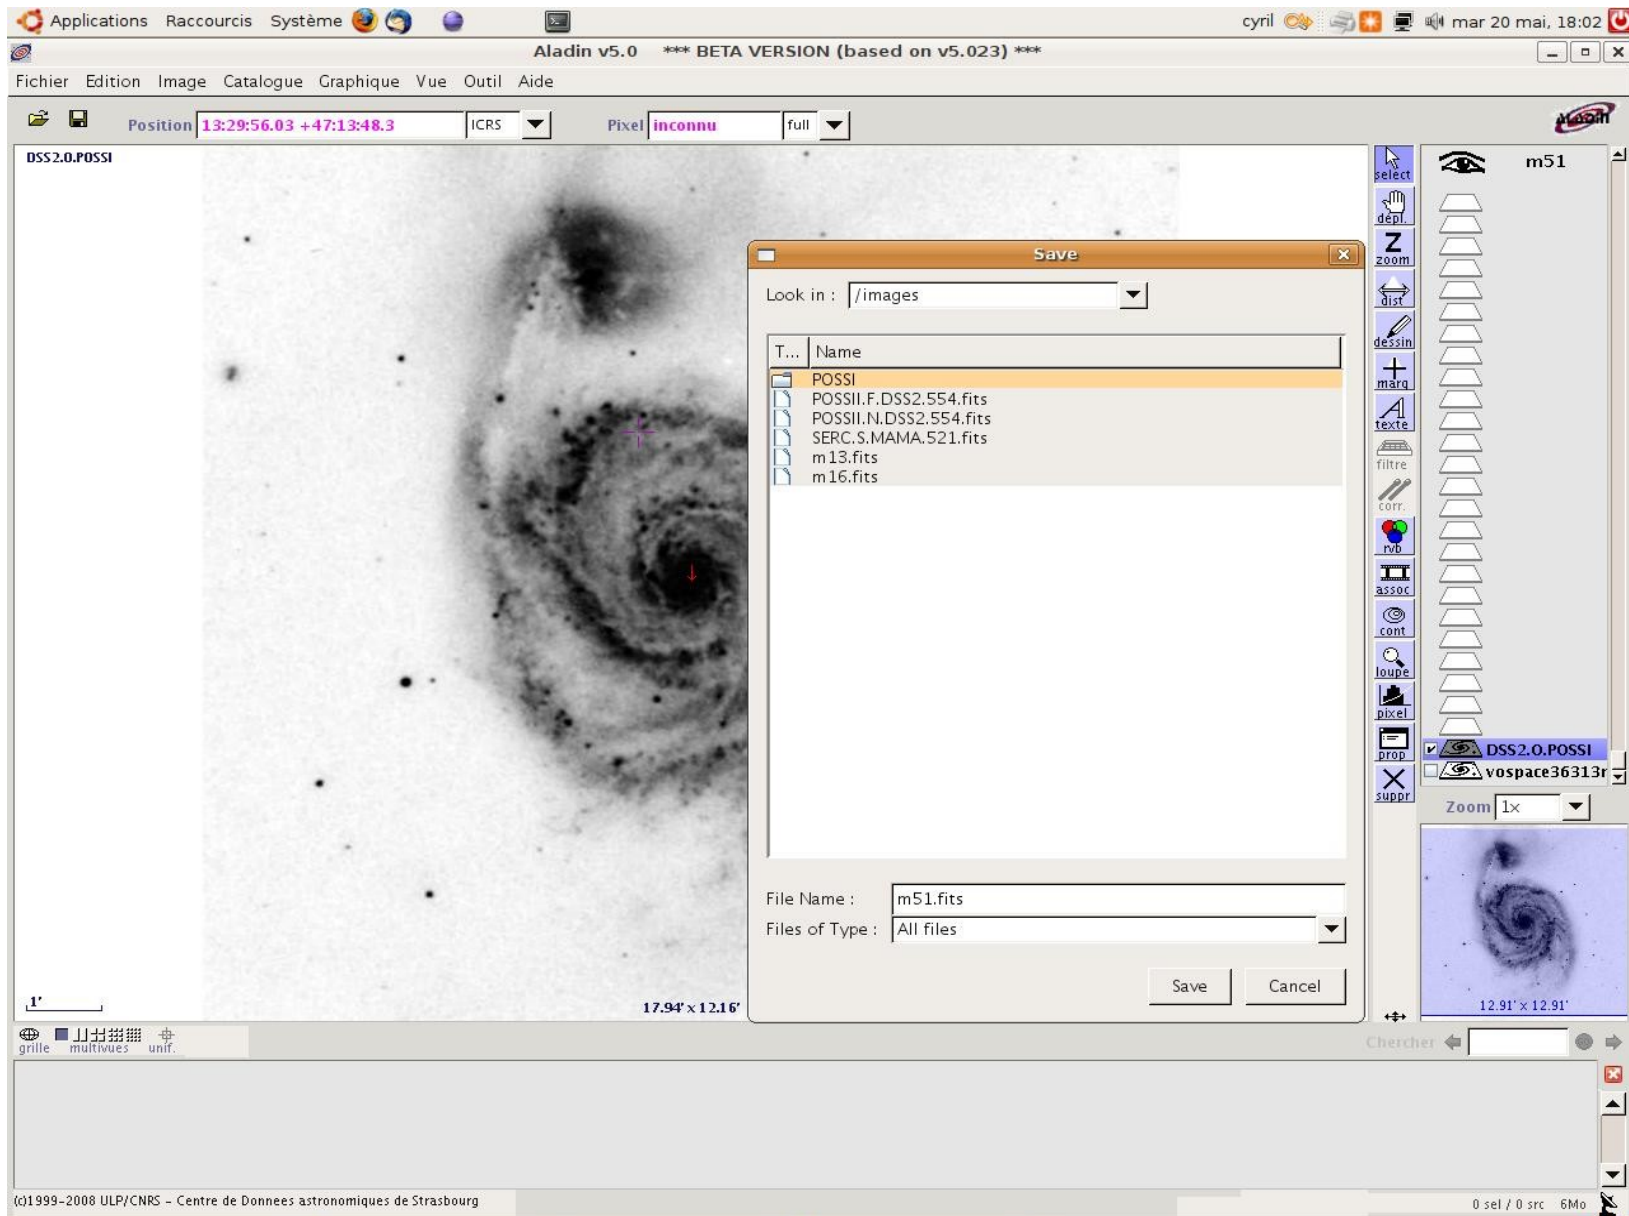 Applications Raccourcis Système cyril mar 20 mai, 18:02
Aladin v5.0 *** BETA VERSION (based on v5.023) ***
Fichier Edition Image Catalogue Graphique Vue Outil Aide
Position 13:29:56.03 +47:13:48.3 ICRS Pixel inconnu full Aladin
DSS2.O.POSSI
select
m51
dépl.
Z
zoom
dist
dessin
marq
A
texte
filtre
corr.
rvb
assoc
cont
loupe
pixel
prop
suppr
Save
Look in : /images
T... Name
POSSI
POSSII.F.DSS2.554.fits
POSSII.N.DSS2.554.fits
SERC.S.MAMA.521.fits
m13.fits
m16.fits
File Name : m51.fits
Files of Type : All files
Save Cancel
DSS2.O.POSSI
vospace36313r
Zoom 1x
12.91' x 12.91'
1'
17.94' x 12.16'
grille multivues unif.
Chercher
(c)1999-2008 ULP/CNRS - Centre de Donnees astronomiques de Strasbourg
0 sel / 0 src 6Mo